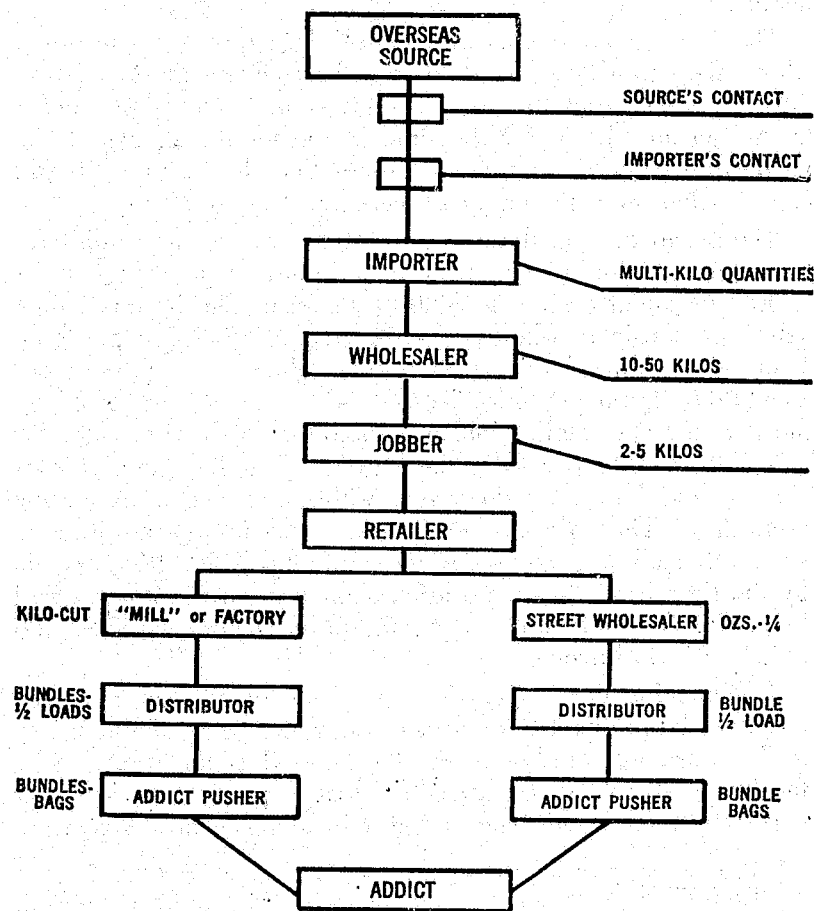 OVERSEAS
SOURCE
SOURCE'S CONTACT
IMPORTER'S CONTACT
IMPORTER
MULTI-KILO QUANTITIES
WHOLESALER
10-50 KILOS
JOBBER
2-5 KILOS
RETAILER
KILO-CUT
"MILL" or FACTORY
STREET WHOLESALER
OZS.-¼
BUNDLES-
½ LOADS
DISTRIBUTOR
DISTRIBUTOR
BUNDLE
½ LOAD
BUNDLES-
BAGS
ADDICT PUSHER
ADDICT PUSHER
BUNDLE
BAGS
ADDICT